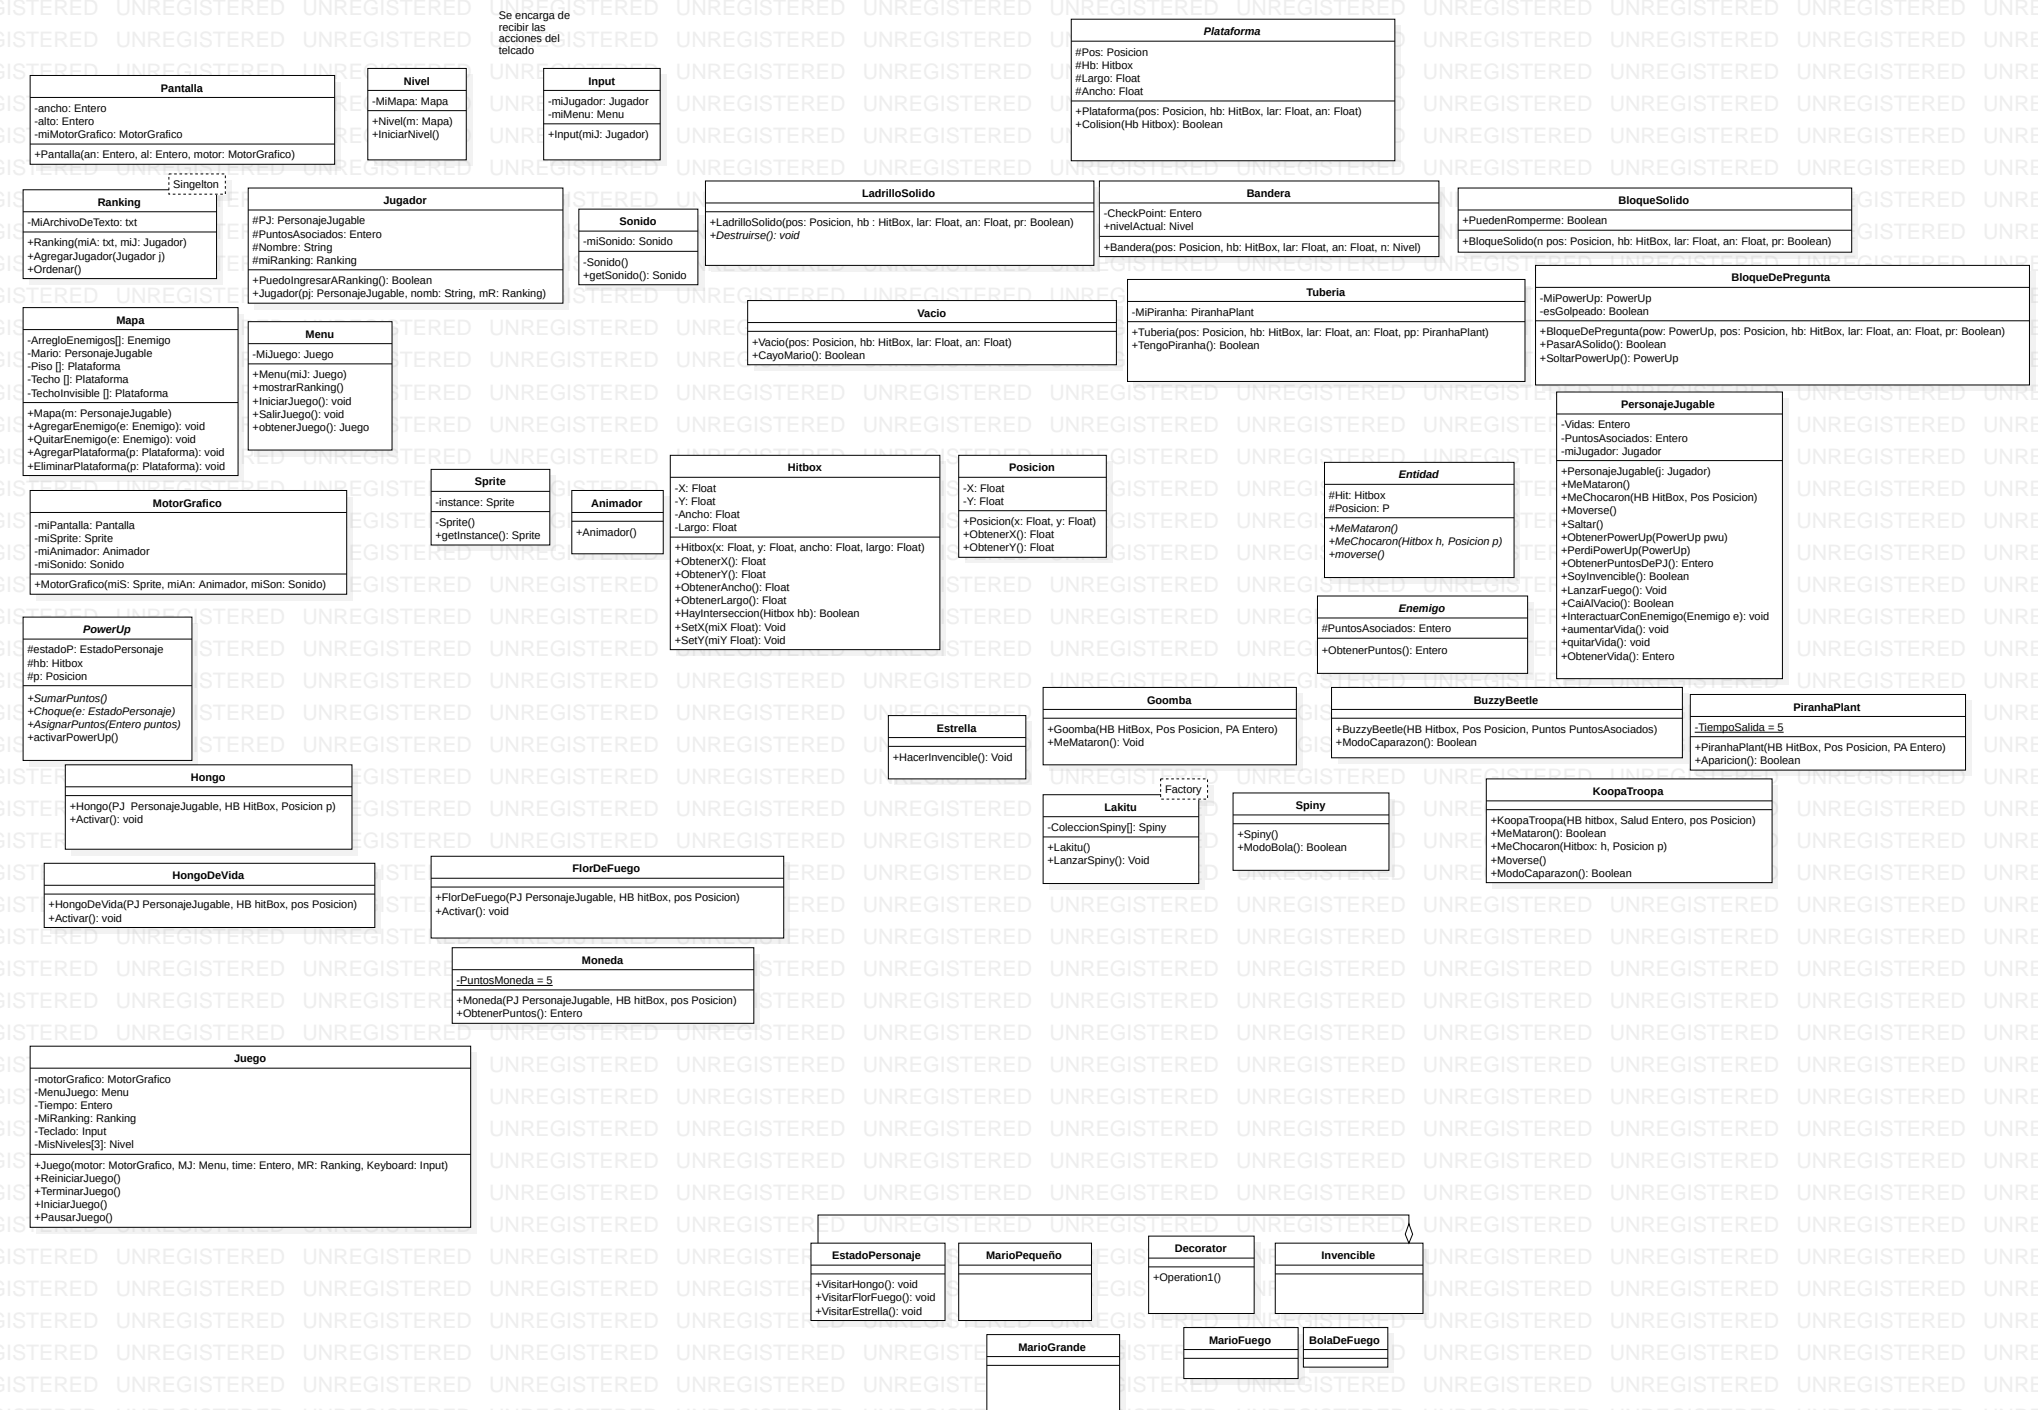 Se encarga de
recibir las
acciones del
telcado
Plataforma
#Pos: Posicion
#Hb: Hitbox
#Largo: Float
#Ancho: Float
+Plataforma(pos: Posicion, hb: HitBox, lar: Float, an: Float)
+Colision(Hb Hitbox): Boolean
Pantalla
-ancho: Entero
-alto: Entero
-miMotorGrafico: MotorGrafico
+Pantalla(an: Entero, al: Entero, motor: MotorGrafico)
Nivel
-MiMapa: Mapa
+Nivel(m: Mapa)
+IniciarNivel()
Input
-miJugador: Jugador
-miMenu: Menu
+Input(miJ: Jugador)
Singelton
Ranking
-MiArchivoDeTexto: txt
+Ranking(miA: txt, miJ: Jugador)
+AgregarJugador(Jugador j)
+Ordenar()
Jugador
#PJ: PersonajeJugable
#PuntosAsociados: Entero
#Nombre: String
#miRanking: Ranking
+PuedoIngresarARanking(): Boolean
+Jugador(pj: PersonajeJugable, nomb: String, mR: Ranking)
Sonido
-miSonido: Sonido
-Sonido()
+getSonido(): Sonido
LadrilloSolido
+LadrilloSolido(pos: Posicion, hb : HitBox, lar: Float, an: Float, pr: Boolean)
+Destruirse(): void
Bandera
-CheckPoint: Entero
+nivelActual: Nivel
+Bandera(pos: Posicion, hb: HitBox, lar: Float, an: Float, n: Nivel)
BloqueSolido
+PuedenRomperme: Boolean
+BloqueSolido(n pos: Posicion, hb: HitBox, lar: Float, an: Float, pr: Boolean)
Vacio
+Vacio(pos: Posicion, hb: HitBox, lar: Float, an: Float)
+CayoMario(): Boolean
Tuberia
-MiPiranha: PiranhaPlant
+Tuberia(pos: Posicion, hb: HitBox, lar: Float, an: Float, pp: PiranhaPlant)
+TengoPiranha(): Boolean
BloqueDePregunta
-MiPowerUp: PowerUp
-esGolpeado: Boolean
+BloqueDePregunta(pow: PowerUp, pos: Posicion, hb: HitBox, lar: Float, an: Float, pr: Boolean)
+PasarASolido(): Boolean
+SoltarPowerUp(): PowerUp
Mapa
-ArregloEnemigos[]: Enemigo
-Mario: PersonajeJugable
-Piso []: Plataforma
-Techo []: Plataforma
-TechoInvisible []: Plataforma
+Mapa(m: PersonajeJugable)
+AgregarEnemigo(e: Enemigo): void
+QuitarEnemigo(e: Enemigo): void
+AgregarPlataforma(p: Plataforma): void
+EliminarPlataforma(p: Plataforma): void
Menu
-MiJuego: Juego
+Menu(miJ: Juego)
+mostrarRanking()
+IniciarJuego(): void
+SalirJuego(): void
+obtenerJuego(): Juego
PersonajeJugable
-Vidas: Entero
-PuntosAsociados: Entero
-miJugador: Jugador
+PersonajeJugable(j: Jugador)
+MeMataron()
+MeChocaron(HB HitBox, Pos Posicion)
+Moverse()
+Saltar()
+ObtenerPowerUp(PowerUp pwu)
+PerdiPowerUp(PowerUp)
+ObtenerPuntosDePJ(): Entero
+SoyInvencible(): Boolean
+LanzarFuego(): Void
+CaiAlVacio(): Boolean
+InteractuarConEnemigo(Enemigo e): void
+aumentarVida(): void
+quitarVida(): void
+ObtenerVida(): Entero
MotorGrafico
-miPantalla: Pantalla
-miSprite: Sprite
-miAnimador: Animador
-miSonido: Sonido
+MotorGrafico(miS: Sprite, miAn: Animador, miSon: Sonido)
Sprite
-instance: Sprite
-Sprite()
+getInstance(): Sprite
Animador
+Animador()
Hitbox
-X: Float
-Y: Float
-Ancho: Float
-Largo: Float
+Hitbox(x: Float, y: Float, ancho: Float, largo: Float)
+ObtenerX(): Float
+ObtenerY(): Float
+ObtenerAncho(): Float
+ObtenerLargo(): Float
+HayInterseccion(Hitbox hb): Boolean
+SetX(miX Float): Void
+SetY(miY Float): Void
Posicion
-X: Float
-Y: Float
+Posicion(x: Float, y: Float)
+ObtenerX(): Float
+ObtenerY(): Float
Entidad
#Hit: Hitbox
#Posicion: P
+MeMataron()
+MeChocaron(Hitbox h, Posicion p)
+moverse()
Enemigo
#PuntosAsociados: Entero
+ObtenerPuntos(): Entero
PowerUp
#estadoP: EstadoPersonaje
#hb: Hitbox
#p: Posicion
+SumarPuntos()
+Choque(e: EstadoPersonaje)
+AsignarPuntos(Entero puntos)
+activarPowerUp()
Estrella
+HacerInvencible(): Void
Goomba
+Goomba(HB HitBox, Pos Posicion, PA Entero)
+MeMataron(): Void
BuzzyBeetle
+BuzzyBeetle(HB Hitbox, Pos Posicion, Puntos PuntosAsociados)
+ModoCaparazon(): Boolean
PiranhaPlant
-TiempoSalida = 5
+PiranhaPlant(HB HitBox, Pos Posicion, PA Entero)
+Aparicion(): Boolean
Hongo
+Hongo(PJ  PersonajeJugable, HB HitBox, Posicion p)
+Activar(): void
Factory
Lakitu
-ColeccionSpiny[]: Spiny
+Lakitu()
+LanzarSpiny(): Void
Spiny
+Spiny()
+ModoBola(): Boolean
KoopaTroopa
+KoopaTroopa(HB hitbox, Salud Entero, pos Posicion)
+MeMataron(): Boolean
+MeChocaron(Hitbox: h, Posicion p)
+Moverse()
+ModoCaparazon(): Boolean
HongoDeVida
+HongoDeVida(PJ PersonajeJugable, HB hitBox, pos Posicion)
+Activar(): void
FlorDeFuego
+FlorDeFuego(PJ PersonajeJugable, HB hitBox, pos Posicion)
+Activar(): void
Moneda
-PuntosMoneda = 5
+Moneda(PJ PersonajeJugable, HB hitBox, pos Posicion)
+ObtenerPuntos(): Entero
Juego
-motorGrafico: MotorGrafico
-MenuJuego: Menu
-Tiempo: Entero
-MiRanking: Ranking
-Teclado: Input
-MisNiveles[3]: Nivel
+Juego(motor: MotorGrafico, MJ: Menu, time: Entero, MR: Ranking, Keyboard: Input)
+ReiniciarJuego()
+TerminarJuego()
+IniciarJuego()
+PausarJuego()
EstadoPersonaje
+VisitarHongo(): void
+VisitarFlorFuego(): void
+VisitarEstrella(): void
MarioPequeño
Decorator
+Operation1()
Invencible
MarioGrande
MarioFuego
BolaDeFuego